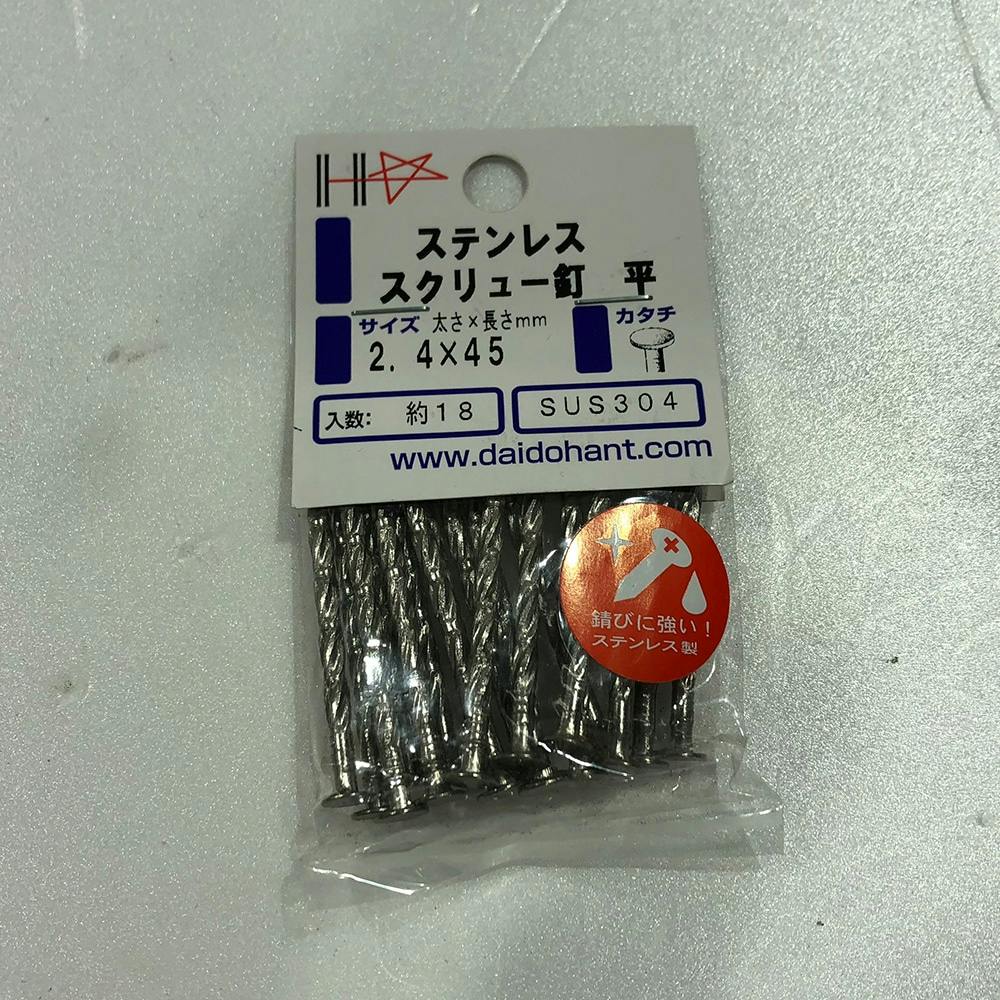 ステンレス
スクリュー釘 平
サイズ 太さ×長さmm
2.4×45
カタチ
入数: 約18
SUS304
www.daidohant.com
錆びに強い!
ステンレス製